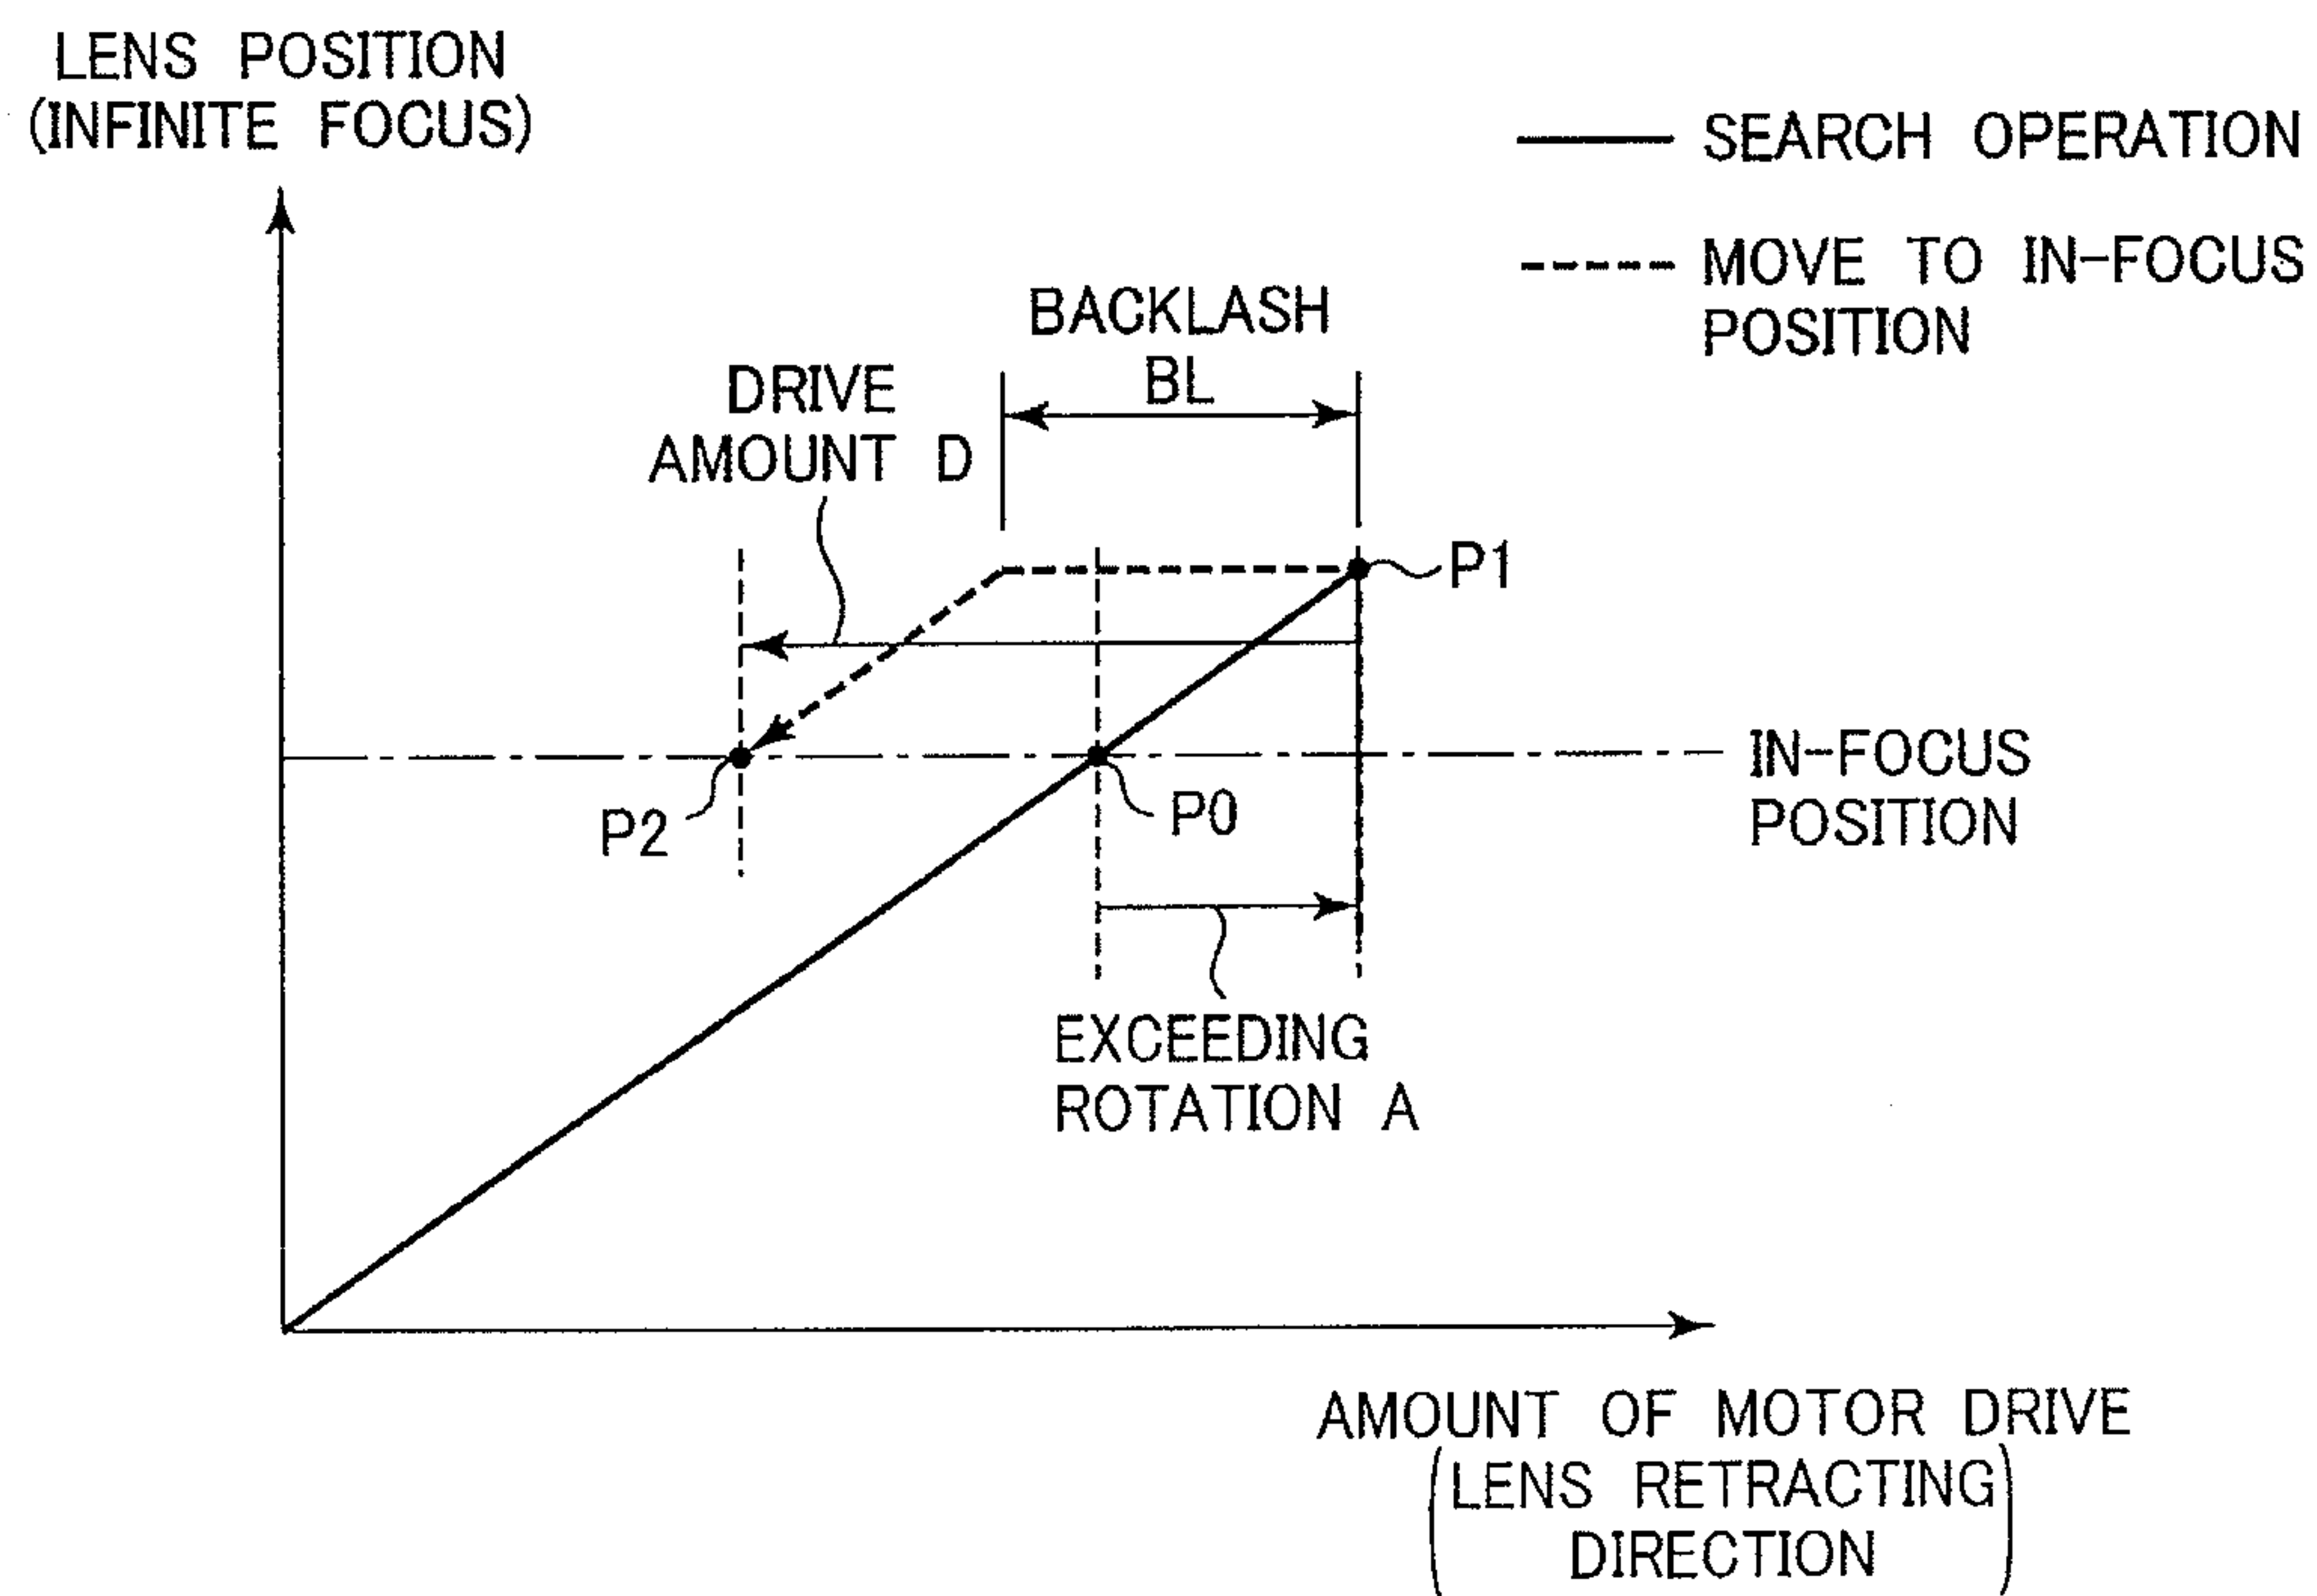 LENS POSITION
(INFINITE FOCUS)
SEARCH OPERATION
MOVE TO IN-FOCUS
POSITION
BACKLASH
BL
DRIVE
AMOUNT D
P1
IN-FOCUS
POSITION
P2
P0
EXCEEDING
ROTATION A
AMOUNT OF MOTOR DRIVE
(LENS RETRACTING
DIRECTION)